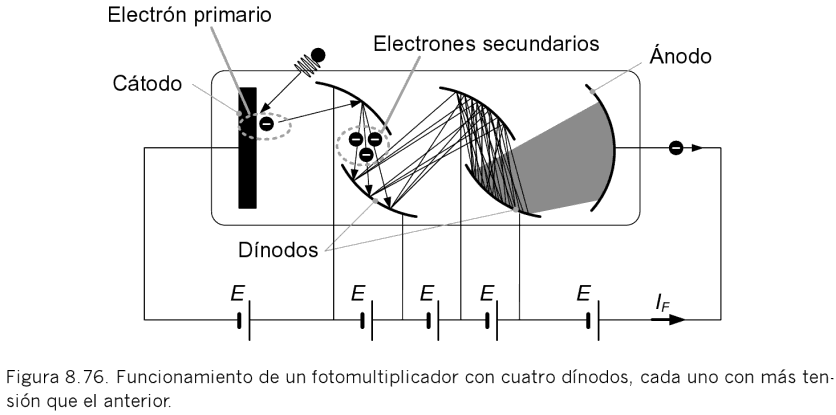 Electrón primario
Electrones secundarios
Ánodo
Cátodo
Dínodos
E
E
E
E
E
I_F
Figura 8.76. Funcionamiento de un fotomultiplicador con cuatro dínodos, cada uno con más ten-
sión que el anterior.